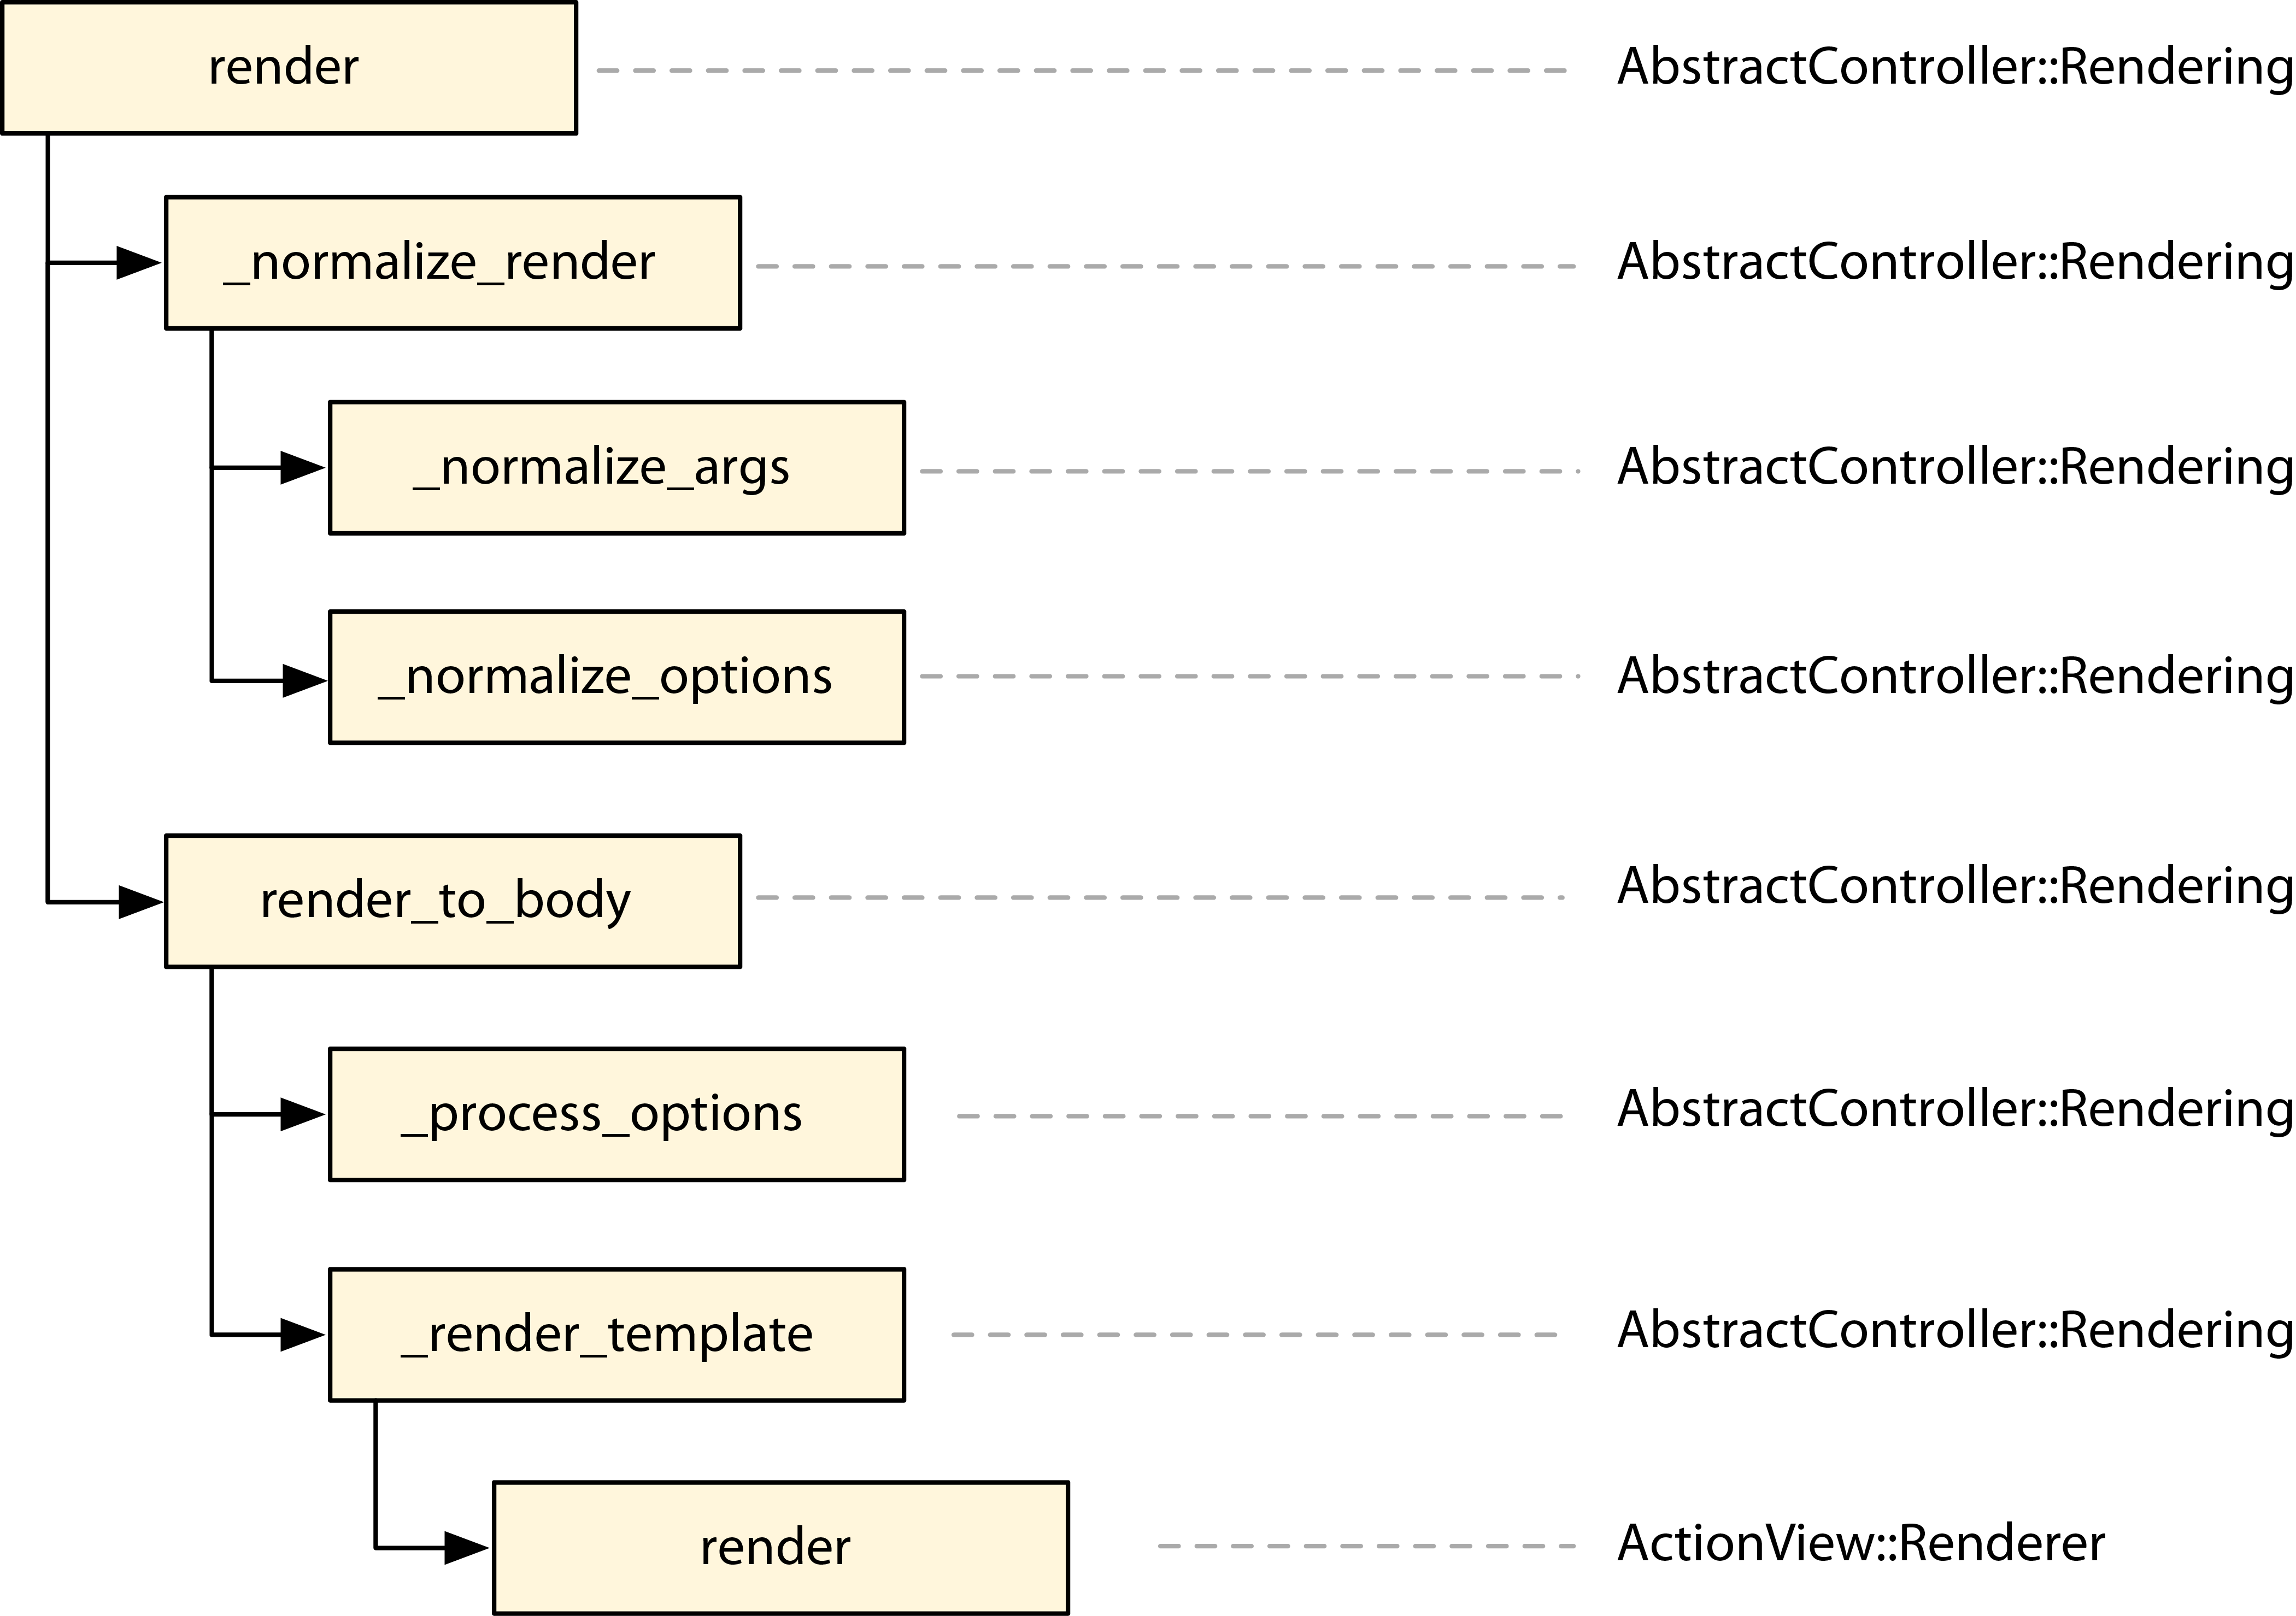 render AbstractController::Rendering
_normalize_render AbstractController::Rendering
_normalize_args AbstractController::Rendering
_normalize_options AbstractController::Rendering
render_to_body AbstractController::Rendering
_process_options AbstractController::Rendering
_render_template AbstractController::Rendering
render ActionView::Renderer